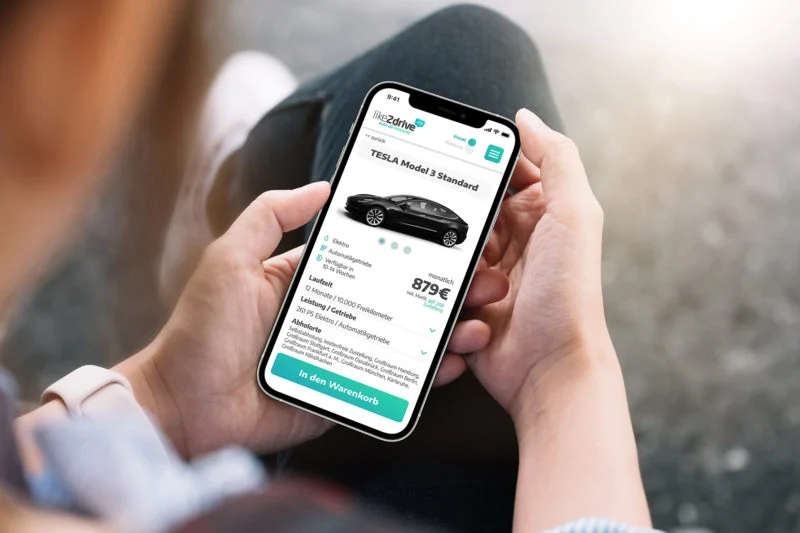 9:41
like2drive
zurück
TESLA Model 3 Standard
Elektro
Automatikgetriebe
Verfügbar in
10-14 Wochen
monatlich
879€
inkl. MwSt.
Laufzeit
12 Monate / 10.000 Freikilometer
Leistung / Getriebe
261 PS Elektro / Automatikgetriebe
Abholorte
Selbstabholung, kostenfreie Zustellung, Großraum Hamburg,
Großraum Stuttgart, Großraum Osnabrück, Großraum Berlin,
Großraum Frankfurt a. M., Großraum München, Karlsruhe,
Großraum Köln/Aachen
In den Warenkorb